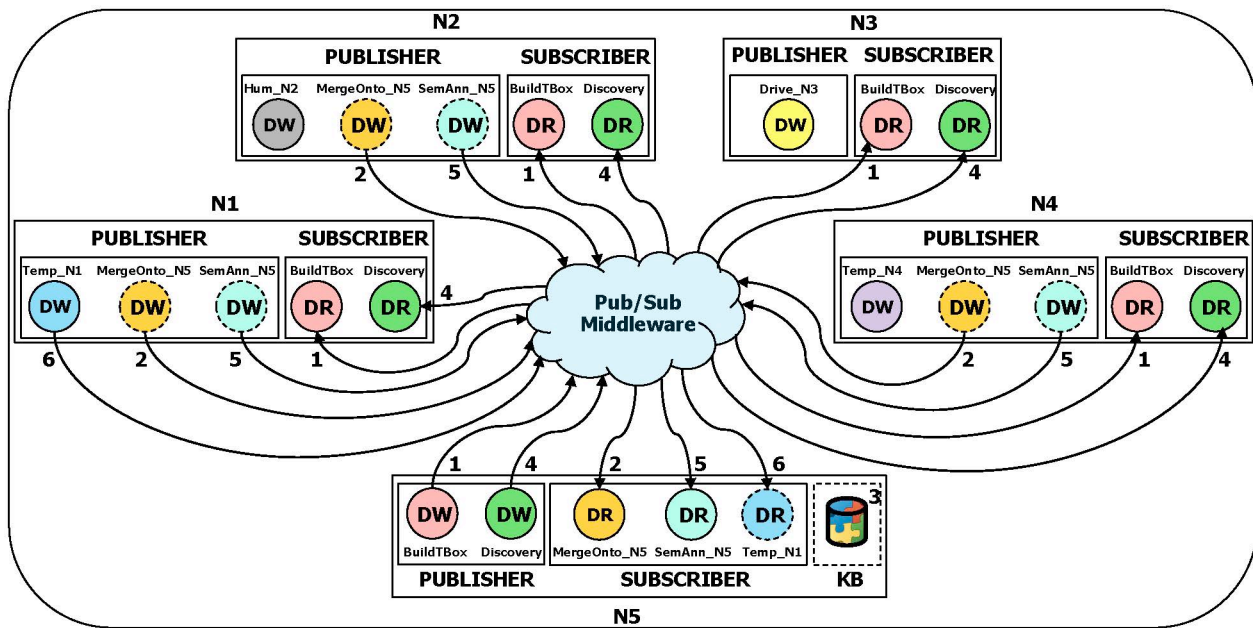 N2
PUBLISHER SUBSCRIBER
Hum_N2 MergeOnto_N5 SemAnn_N5 BuildTBox Discovery
DW DW DW DR DR
2 5 1 4
N3
PUBLISHER SUBSCRIBER
Drive_N3 BuildTBox Discovery
DW DR DR
1 4
N1
PUBLISHER SUBSCRIBER
Temp_N1 MergeOnto_N5 SemAnn_N5 BuildTBox Discovery
DW DW DW DR DR
4
6 2 5 1
Pub/Sub
Middleware
N4
PUBLISHER SUBSCRIBER
Temp_N4 MergeOnto_N5 SemAnn_N5 BuildTBox Discovery
DW DW DW DR DR
2 5 1 4
1 4 2 5 6
3
DW DW DR DR DR
BuildTBox Discovery MergeOnto_N5 SemAnn_N5 Temp_N1
PUBLISHER SUBSCRIBER KB
N5